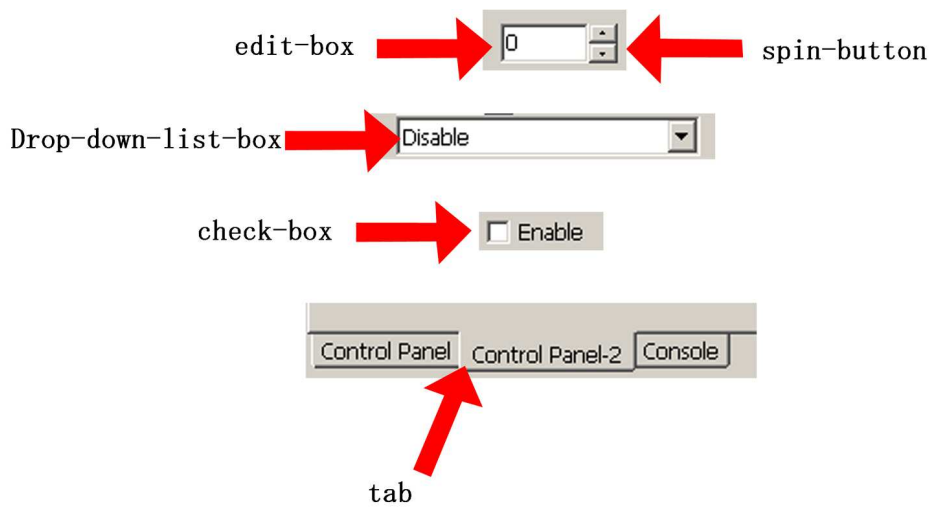 edit-box 0 spin-button
Drop-down-list-box Disable
check-box Enable
Control Panel Control Panel-2 Console
tab